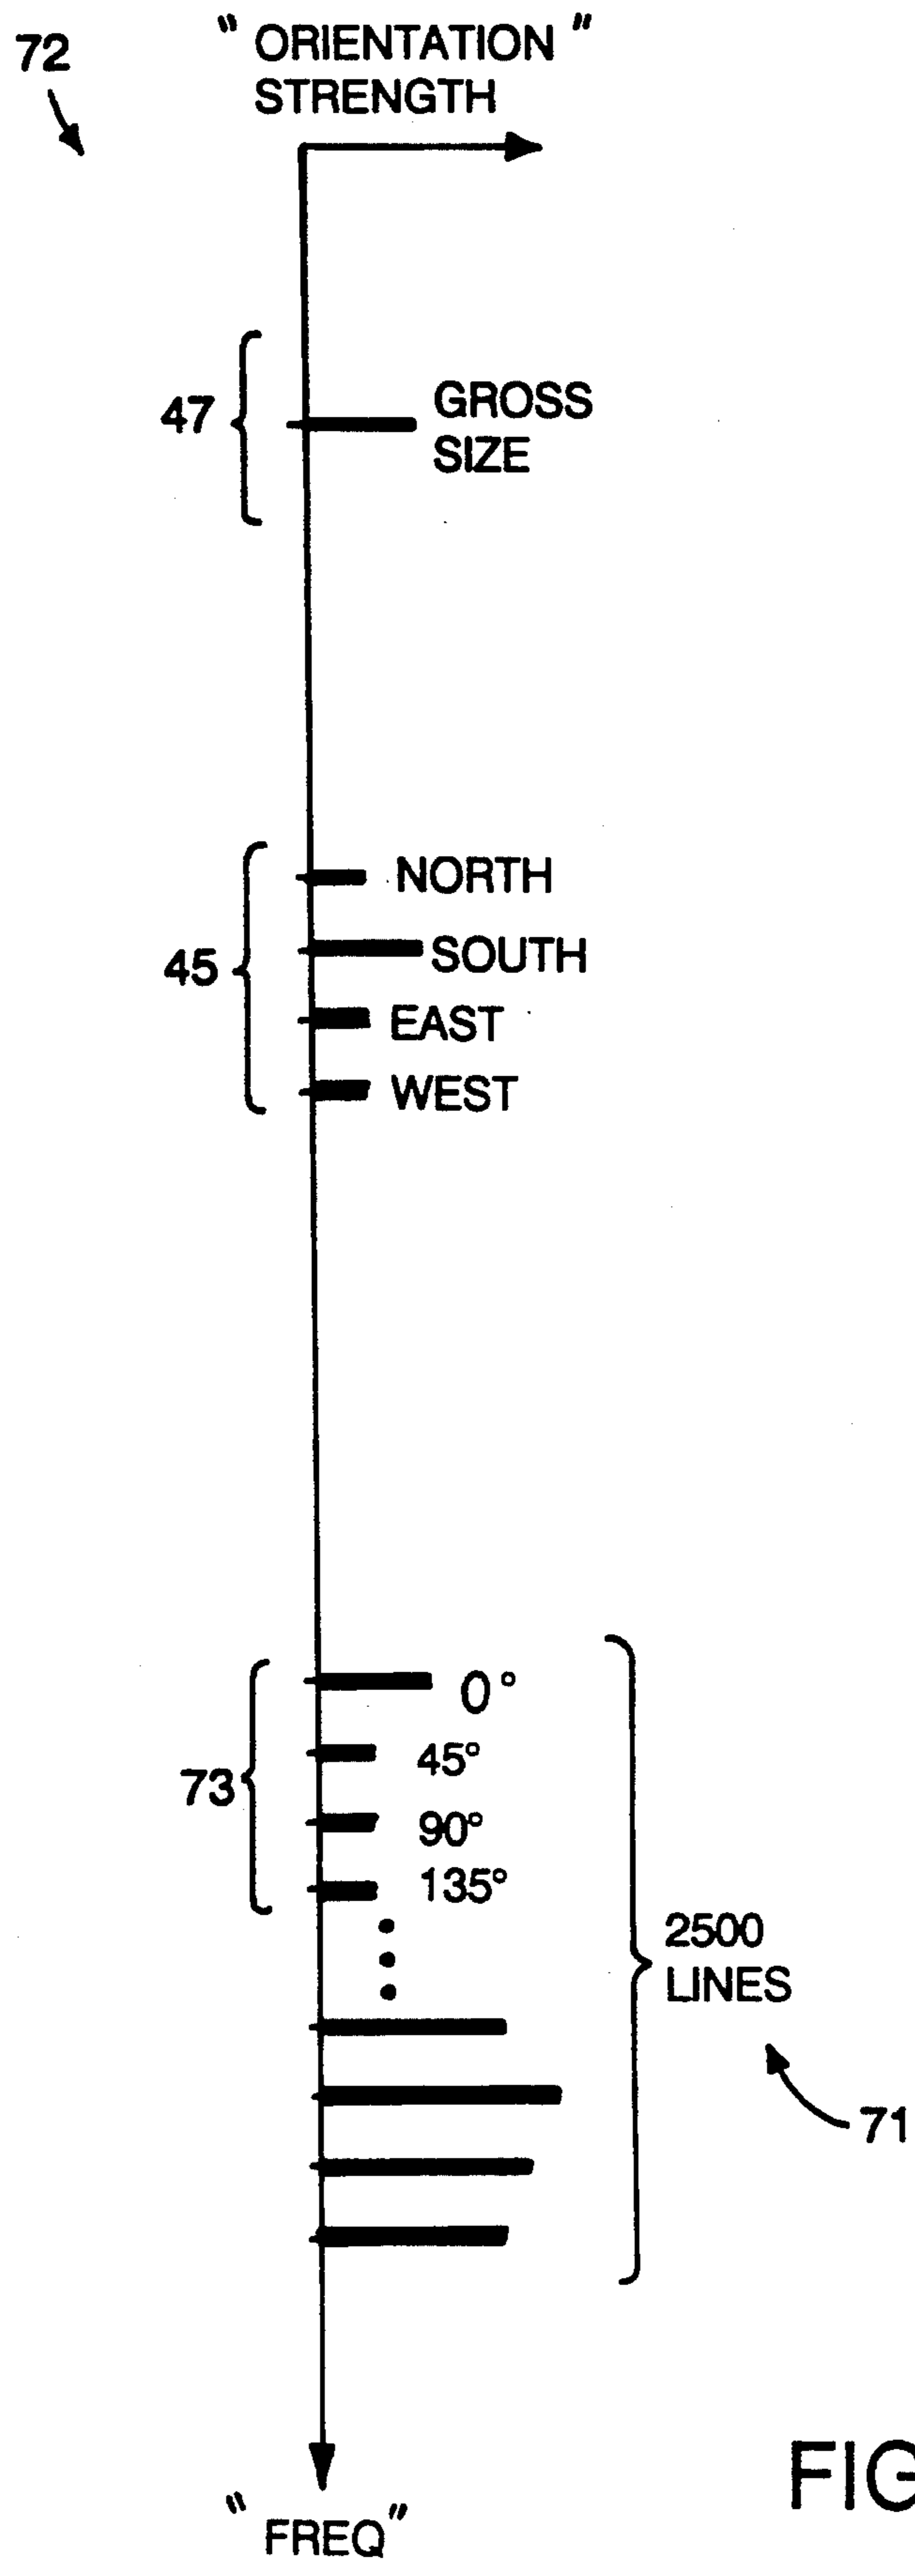 72
" ORIENTATION "
STRENGTH
47
GROSS
SIZE
45
NORTH
SOUTH
EAST
WEST
73
0°
45°
90°
135°
2500
LINES
71
FIG
" FREQ "